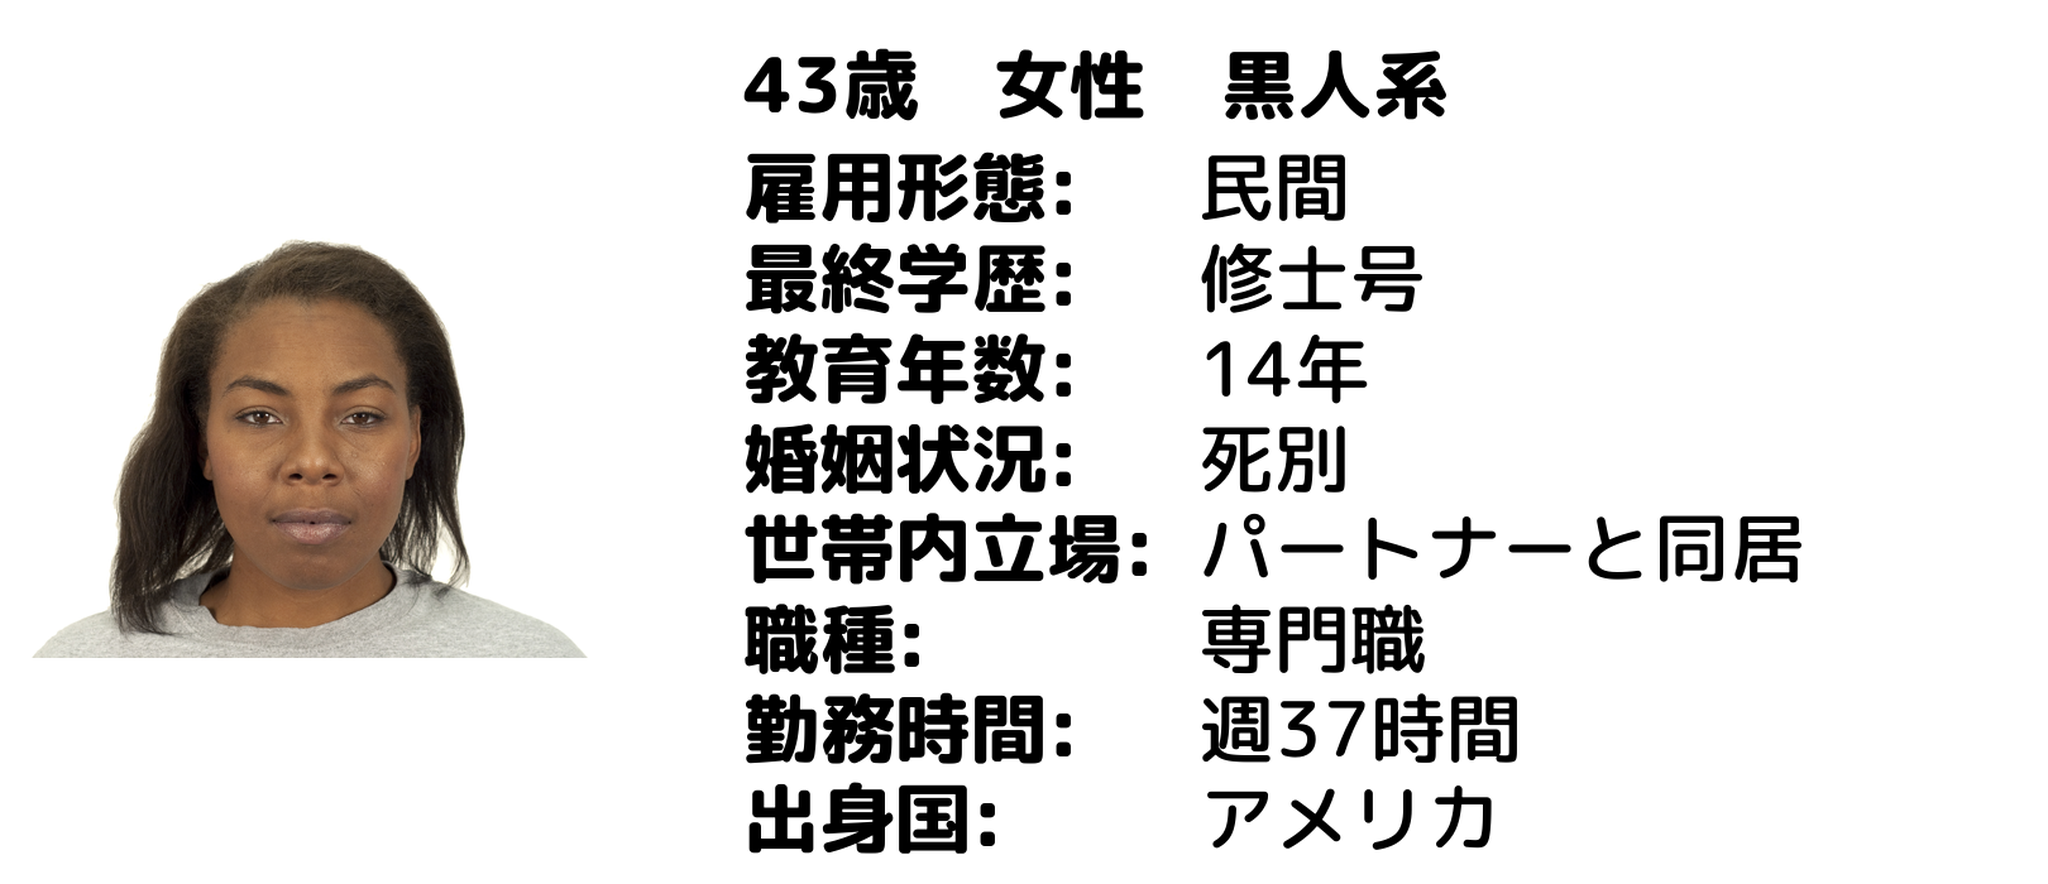 43歳　女性　黒人系
雇用形態: 民間
最終学歴: 修士号
教育年数: 14年
婚姻状況: 死別
世帯内立場: パートナーと同居
職種: 専門職
勤務時間: 週37時間
出身国: アメリカ